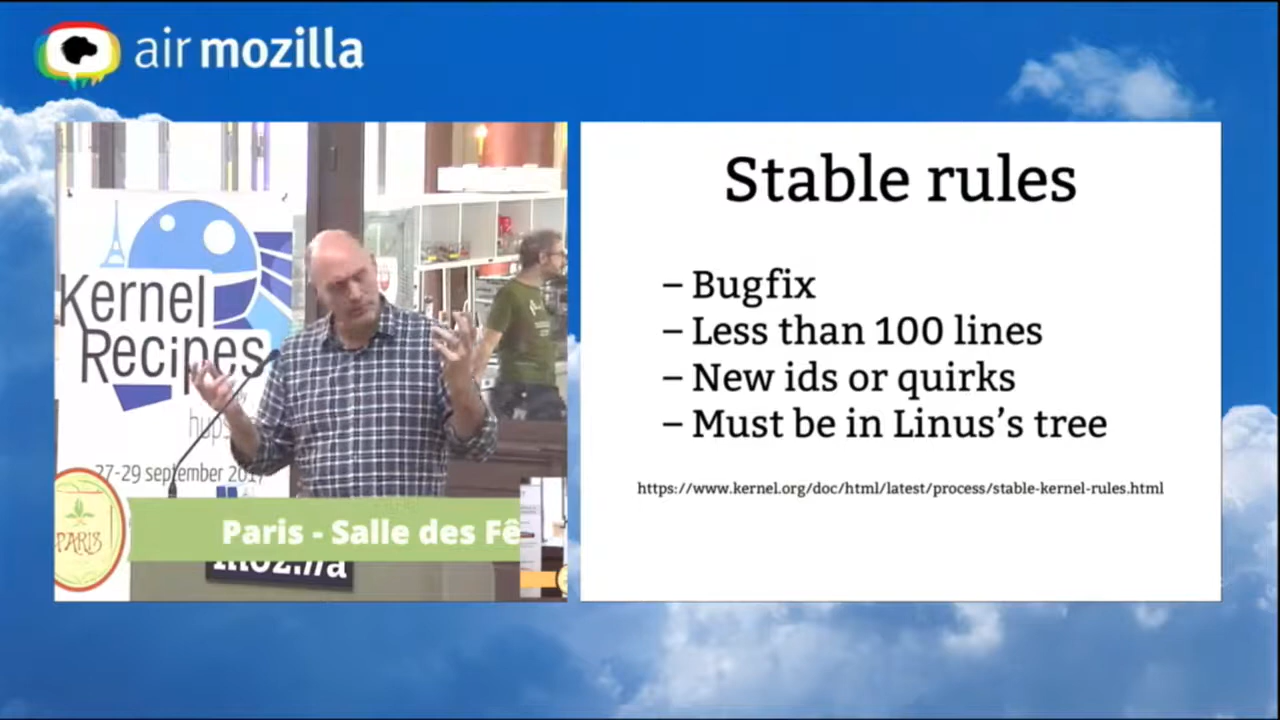 air mozilla
Stable rules
– Bugfix
– Less than 100 lines
– New ids or quirks
– Must be in Linus’s tree
https://www.kernel.org/doc/html/latest/process/stable-kernel-rules.html
Kernel
Recipes
27-29 september 2017
PARIS
Paris - Salle des Fê
moz://a